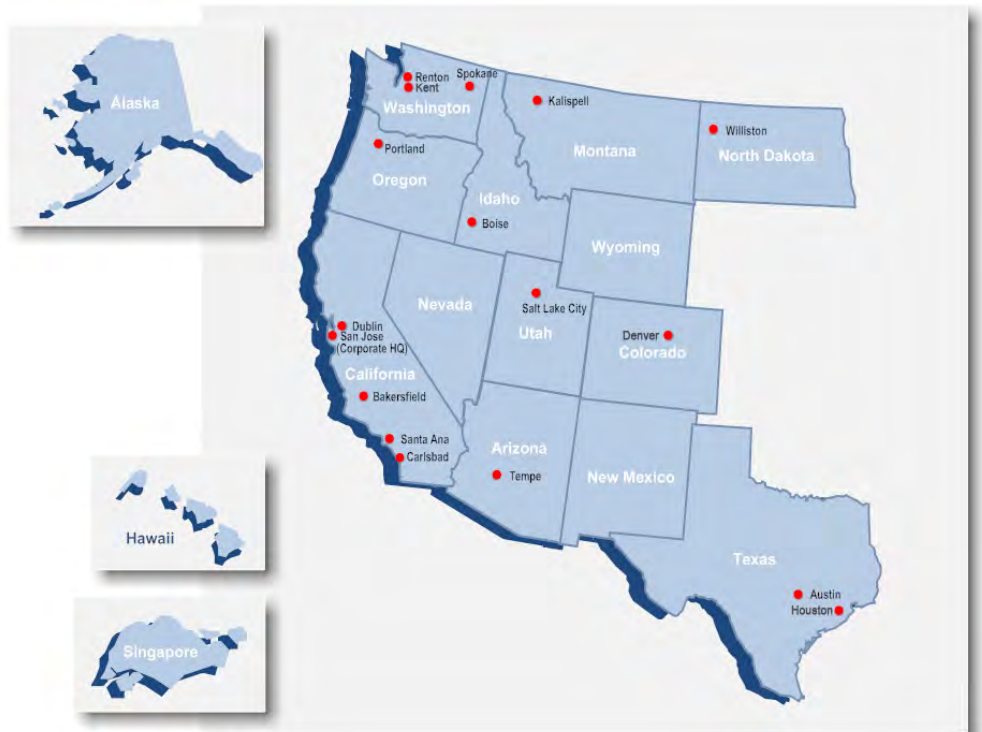 Alaska
Renton
Kent
Spokane
Washington
Kalispell
Montana
Williston
North Dakota
Portland
Oregon
Idaho
Boise
Wyoming
Nevada
Salt Lake City
Utah
Denver
Colorado
Dublin
San Jose
(Corporate HQ)
California
Bakersfield
Santa Ana
Carlsbad
Arizona
Tempe
New Mexico
Texas
Austin
Houston
Hawaii
Singapore